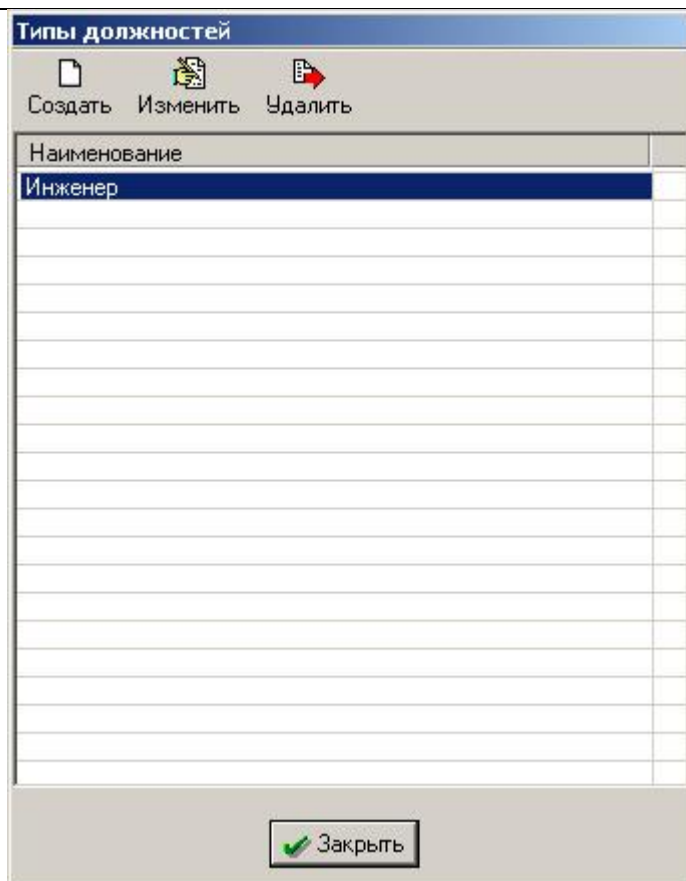 Типы должностей
Создать Изменить Удалить
Наименование
Инженер
Закрыть